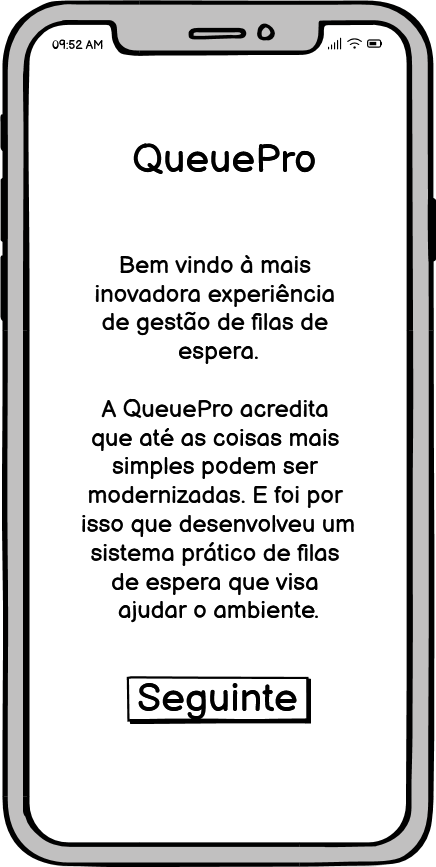 09:52 AM
QueuePro
Bem vindo à mais
inovadora experiência
de gestão de filas de
espera.
A QueuePro acredita
que até as coisas mais
simples podem ser
modernizadas. E foi por
isso que desenvolveu um
sistema prático de filas
de espera que visa
ajudar o ambiente.
Seguinte